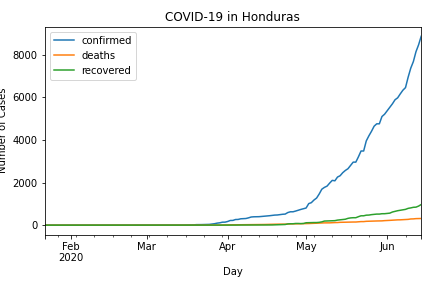 COVID-19 in Honduras
confirmed
deaths
recovered
Number of Cases
8000
6000
4000
2000
0
Feb
2020
Mar
Apr
May
Jun
Day